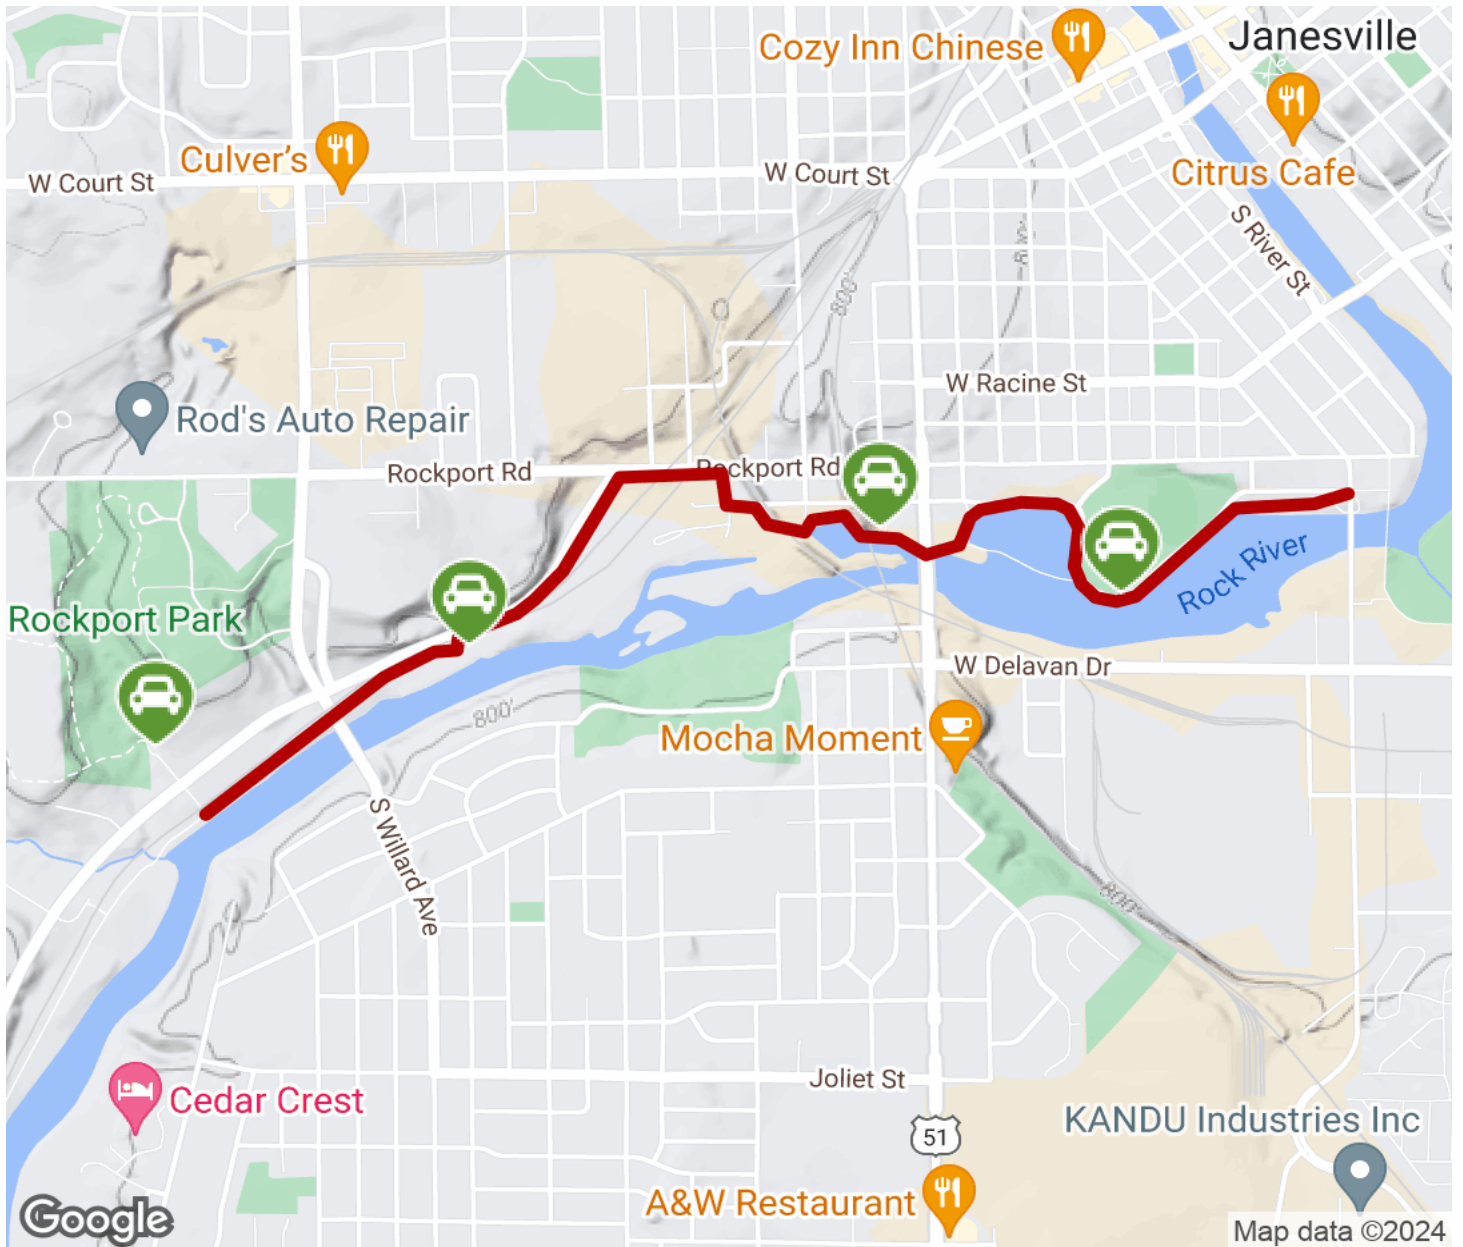 Janesville
Cozy Inn Chinese
Culver's
W Court St
W Court St
Citrus Cafe
S River St
800'
W Racine St
Rod's Auto Repair
Rockport Rd
Rockport Rd
Rock River
Rockport Park
W Delavan Dr
800'
Mocha Moment
S Willard Ave
800'
Joliet St
Cedar Crest
51
KANDU Industries Inc
A&W Restaurant
Google
Map data ©2024